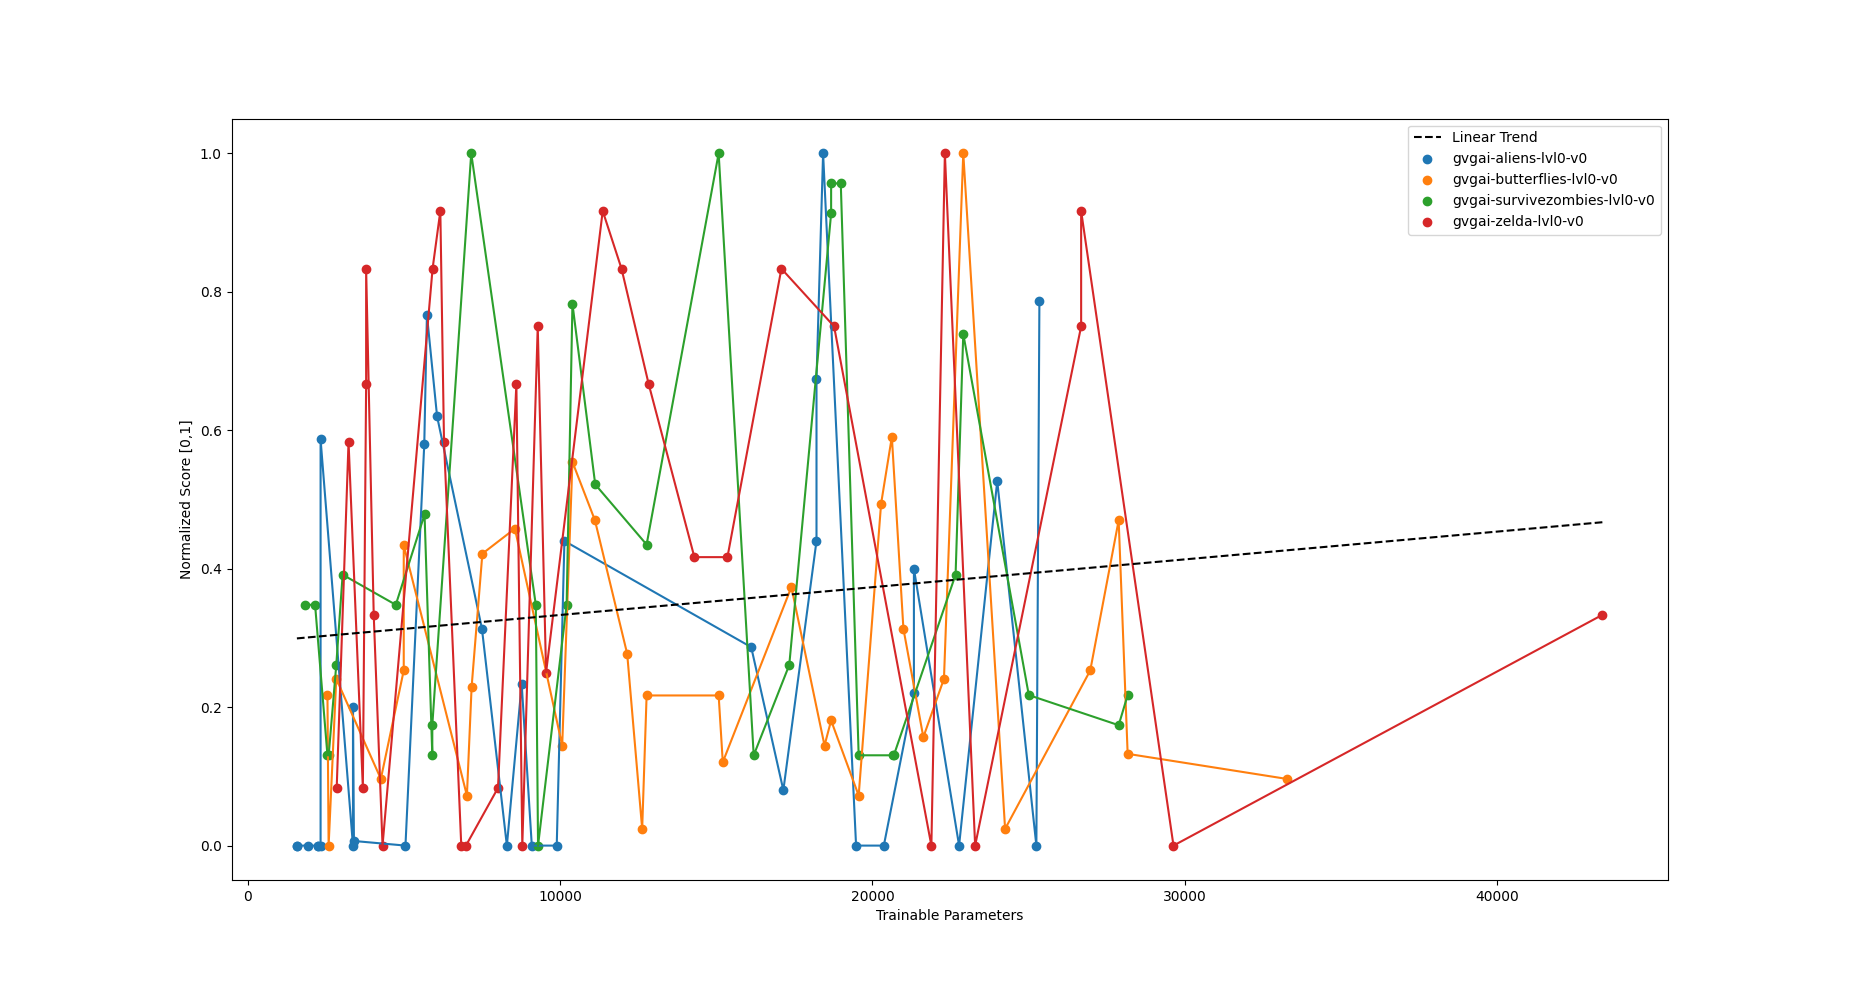 Linear Trend
gvgai-aliens-lvl0-v0
gvgai-butterflies-lvl0-v0
gvgai-survivezombies-lvl0-v0
gvgai-zelda-lvl0-v0
1.0
0.8
0.6
0.4
0.2
0.0
Normalized Score [0,1]
0 10000 20000 30000 40000
Trainable Parameters